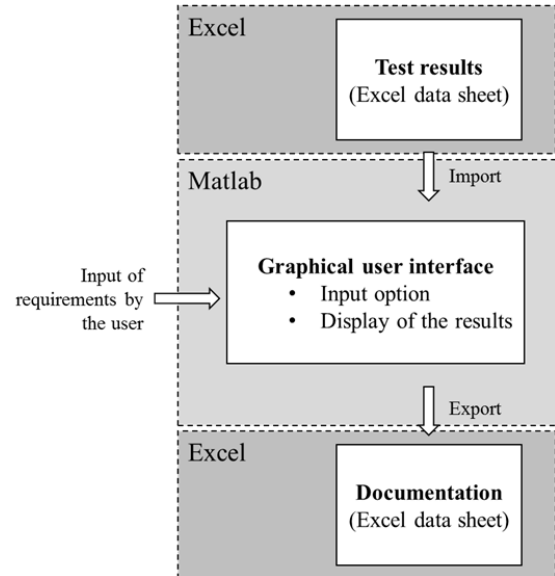 Excel
Test results
(Excel data sheet)
Import
Matlab
Graphical user interface
• Input option
• Display of the results
Input of
requirements by
the user
Export
Excel
Documentation
(Excel data sheet)